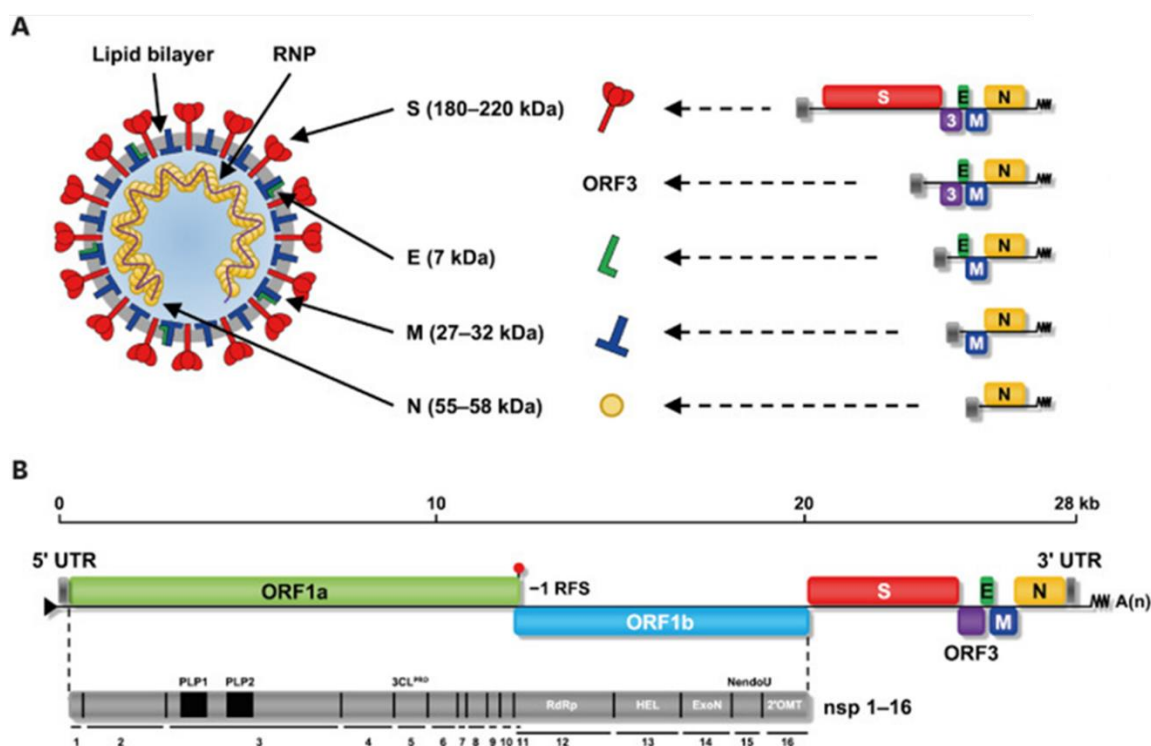 A
Lipid bilayer RNP
S (180–220 kDa) S E N
3 M
ORF3 E N
3 M
E (7 kDa) E N
M
M (27–32 kDa) N
M
N (55–58 kDa) N
B
0 10 20 28 kb
5' UTR 3' UTR
ORF1a –1 RFS S E N
A(n)
ORF1b M
ORF3
PLP1 PLP2 3CLPRO NendoU
RdRp HEL ExoN 2'OMT nsp 1–16
1 2 3 4 5 6 7 8 9 10 11 12 13 14 15 16